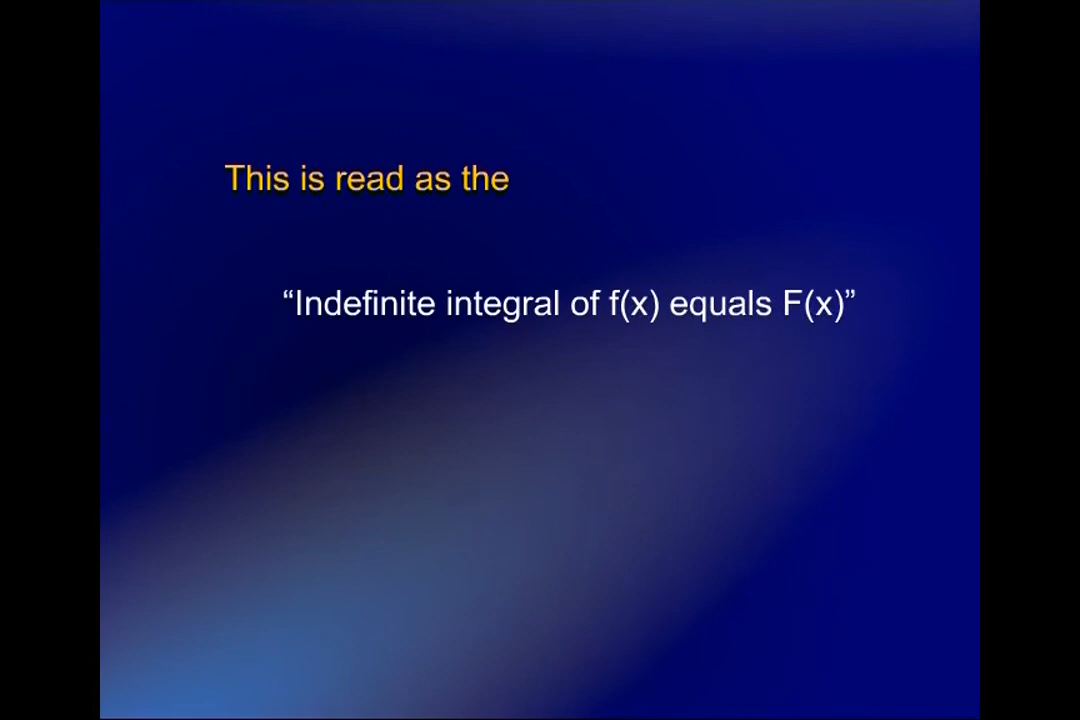 This is read as the
“Indefinite integral of f(x) equals F(x)”